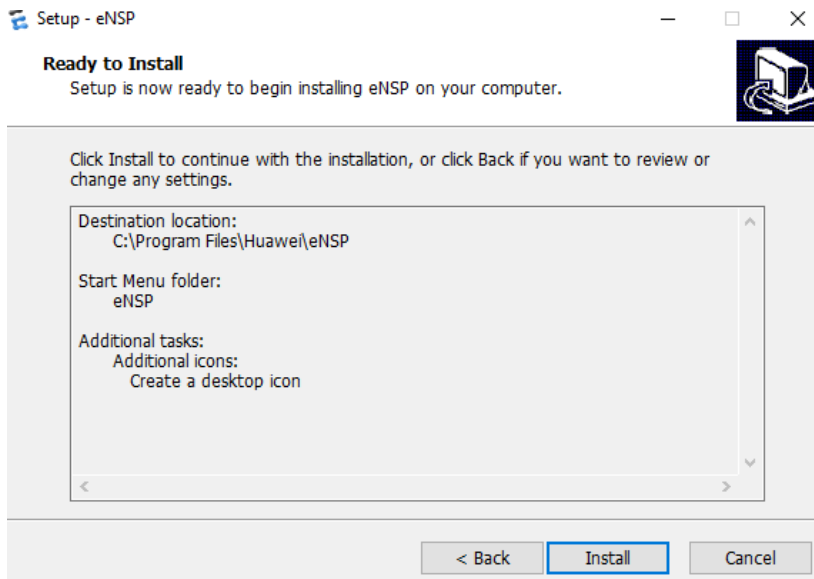 Setup - eNSP
Ready to Install
Setup is now ready to begin installing eNSP on your computer.
Click Install to continue with the installation, or click Back if you want to review or
change any settings.
Destination location:
C:\Program Files\Huawei\eNSP
Start Menu folder:
eNSP
Additional tasks:
Additional icons:
Create a desktop icon
< Back
Install
Cancel